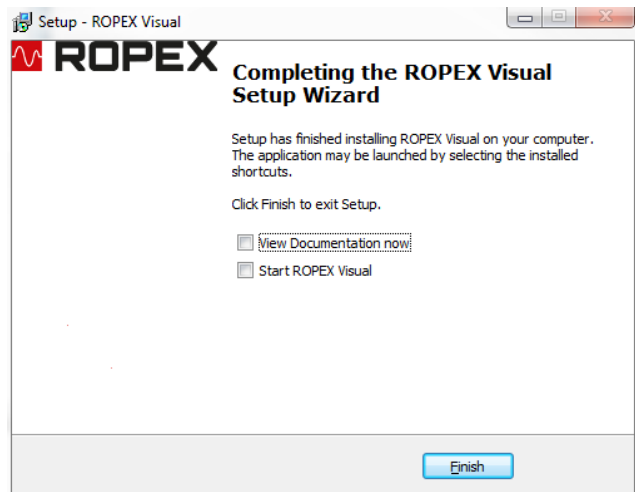 Setup - ROPEX Visual
ROPEX
Completing the ROPEX Visual
Setup Wizard
Setup has finished installing ROPEX Visual on your computer.
The application may be launched by selecting the installed
shortcuts.
Click Finish to exit Setup.
View Documentation now
Start ROPEX Visual
Finish